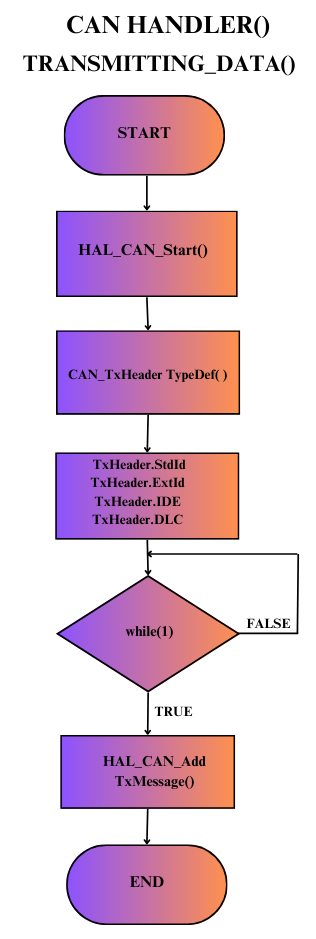 CAN HANDLER()
TRANSMITTING_DATA()
START
HAL_CAN_Start()
CAN_TxHeader TypeDef( )
TxHeader.StdId
TxHeader.ExtId
TxHeader.IDE
TxHeader.DLC
while(1)
FALSE
TRUE
HAL_CAN_Add
TxMessage()
END